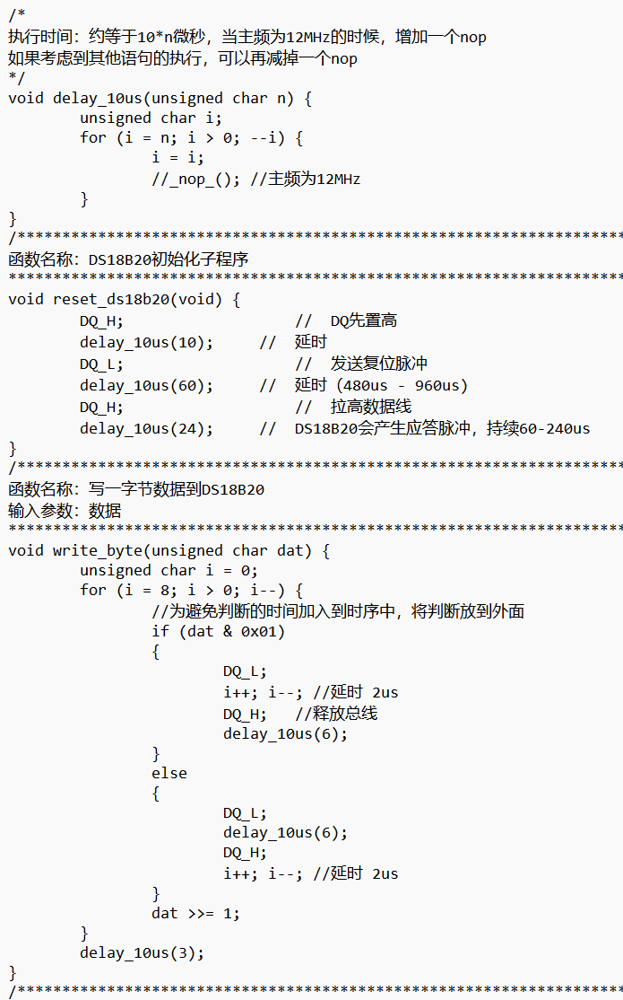 /*
执行时间：约等于10*n微秒，当主频为12MHz的时候，增加一个nop
如果考虑到其他语句的执行，可以再减掉一个nop
*/
void delay_10us(unsigned char n) {
        unsigned char i;
        for (i = n; i > 0; --i) {
                i = i;
                //_nop_(); //主频为12MHz
        }
}
/********************************************************************
函数名称：DS18B20初始化子程序
*********************************************************************
void reset_ds18b20(void) {
        DQ_H;                   //  DQ先置高
        delay_10us(10);     //  延时
        DQ_L;                   //  发送复位脉冲
        delay_10us(60);     //  延时（480us - 960us）
        DQ_H;                   //  拉高数据线
        delay_10us(24);     //  DS18B20会产生应答脉冲，持续60-240us
}
/********************************************************************
函数名称：写一字节数据到DS18B20
输入参数：数据
*********************************************************************
void write_byte(unsigned char dat) {
        unsigned char i = 0;
        for (i = 8; i > 0; i--) {
                //为避免判断的时间加入到时序中，将判断放到外面
                if (dat & 0x01)
                {
                        DQ_L;
                        i++; i--; //延时 2us
                        DQ_H;   //释放总线
                        delay_10us(6);
                }
                else
                {
                        DQ_L;
                        delay_10us(6);
                        DQ_H;
                        i++; i--; //延时 2us
                }
                dat >>= 1;
        }
        delay_10us(3);
}
/********************************************************************